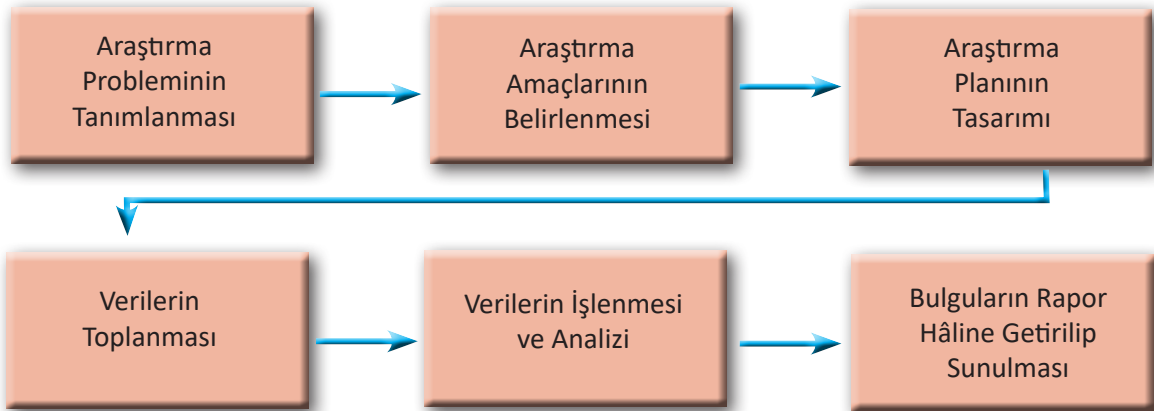 Araştırma
Probleminin
Tanımlanması
Araştırma
Amaçlarının
Belirlenmesi
Araştırma
Planının
Tasarımı
Verilerin
Toplanması
Verilerin İşlenmesi
ve Analizi
Bulguların Rapor
Hâline Getirilip
Sunulması